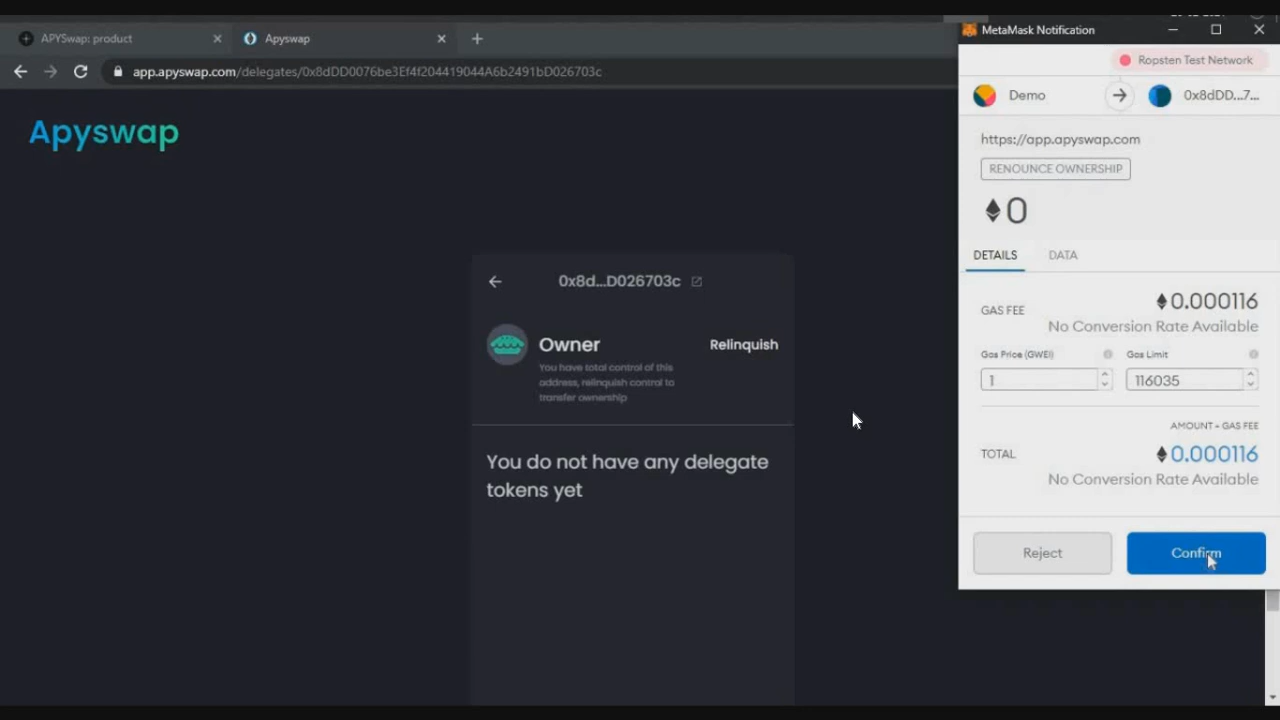 APYSwap: product
Apyswap
app.apyswap.com/delegates/0x8dDD0076be3Ef4f204419044A6b2491bD026703c
Apyswap
0x8d...D026703c
Owner
Relinquish
You have total control of this
address, relinquish control to
transfer ownership
You do not have any delegate
tokens yet
MetaMask Notification
Ropsten Test Network
Demo
0x8dDD...7...
https://app.apyswap.com
RENOUNCE OWNERSHIP
0
DETAILS
DATA
GAS FEE
0.000116
No Conversion Rate Available
Gas Price (GWEI)
Gas Limit
1
116035
AMOUNT + GAS FEE
TOTAL
0.000116
No Conversion Rate Available
Reject
Confirm